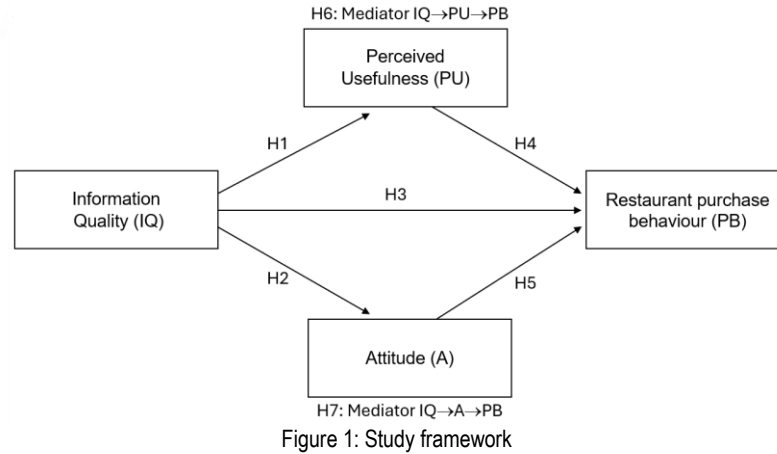 H6: Mediator IQ→PU→PB
Perceived
Usefulness (PU)
H1
H4
Information
Quality (IQ)
H3
Restaurant purchase
behaviour (PB)
H2
H5
Attitude (A)
H7: Mediator IQ→A→PB
Figure 1: Study framework